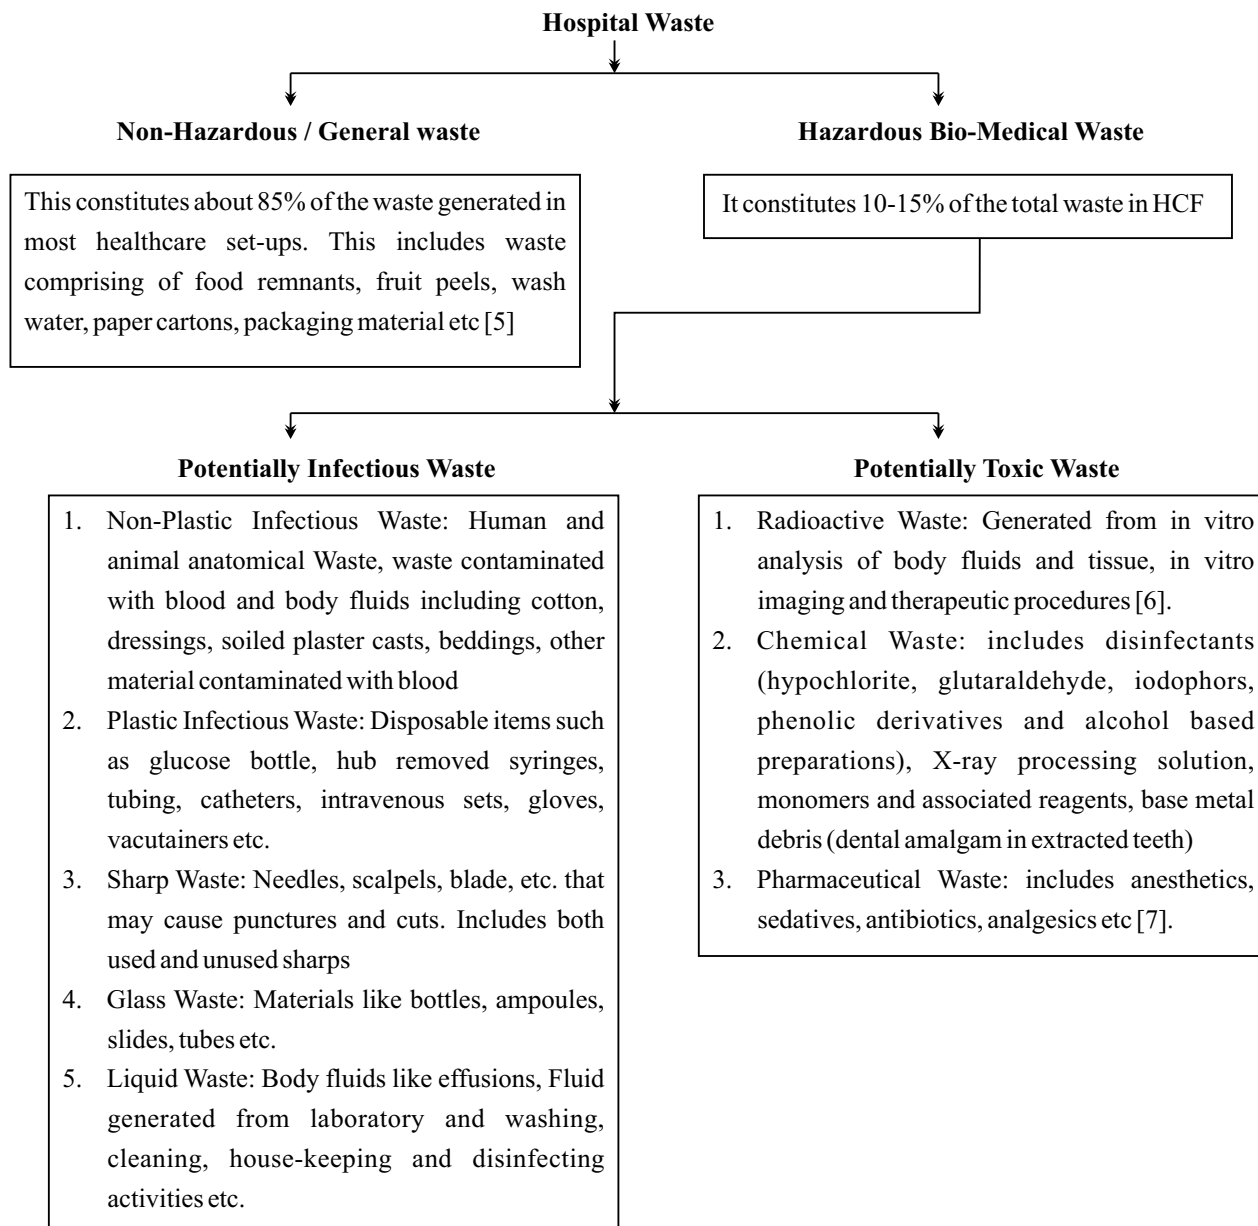 Hospital Waste
Non-Hazardous / General waste
Hazardous Bio-Medical Waste
This constitutes about 85% of the waste generated in
most healthcare set-ups. This includes waste
comprising of food remnants, fruit peels, wash
water, paper cartons, packaging material etc [5]
It constitutes 10-15% of the total waste in HCF
Potentially Infectious Waste
1. Non-Plastic Infectious Waste: Human and
animal anatomical Waste, waste contaminated
with blood and body fluids including cotton,
dressings, soiled plaster casts, beddings, other
material contaminated with blood
2. Plastic Infectious Waste: Disposable items such
as glucose bottle, hub removed syringes,
tubing, catheters, intravenous sets, gloves,
vacutainers etc.
3. Sharp Waste: Needles, scalpels, blade, etc. that
may cause punctures and cuts. Includes both
used and unused sharps
4. Glass Waste: Materials like bottles, ampoules,
slides, tubes etc.
5. Liquid Waste: Body fluids like effusions, Fluid
generated from laboratory and washing,
cleaning, house-keeping and disinfecting
activities etc.
Potentially Toxic Waste
1. Radioactive Waste: Generated from in vitro
analysis of body fluids and tissue, in vitro
imaging and therapeutic procedures [6].
2. Chemical Waste: includes disinfectants
(hypochlorite, glutaraldehyde, iodophors,
phenolic derivatives and alcohol based
preparations), X-ray processing solution,
monomers and associated reagents, base metal
debris (dental amalgam in extracted teeth)
3. Pharmaceutical Waste: includes anesthetics,
sedatives, antibiotics, analgesics etc [7].